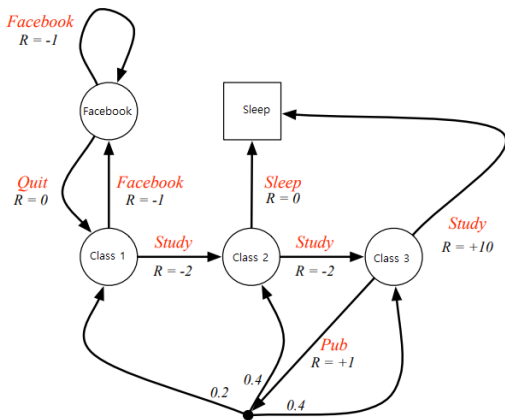 Facebook
R = -1
Facebook
Sleep
Quit
R = 0
Facebook
R = -1
Sleep
R = 0
Study
R = +10
Class 1
Study
R = -2
Class 2
Study
R = -2
Class 3
Pub
R = +1
0.2
0.4
0.4